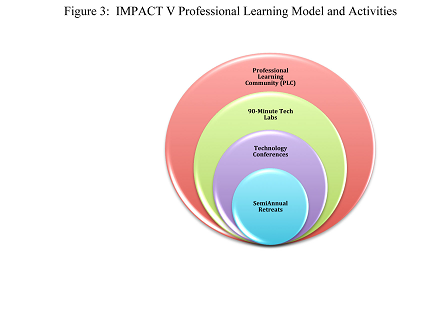 Figure 3:  IMPACT V Professional Learning Model and Activities
Professional
Learning
Community (PLC)
90-Minute Tech
Labs
Technology
Conferences
SemiAnnual
Retreats